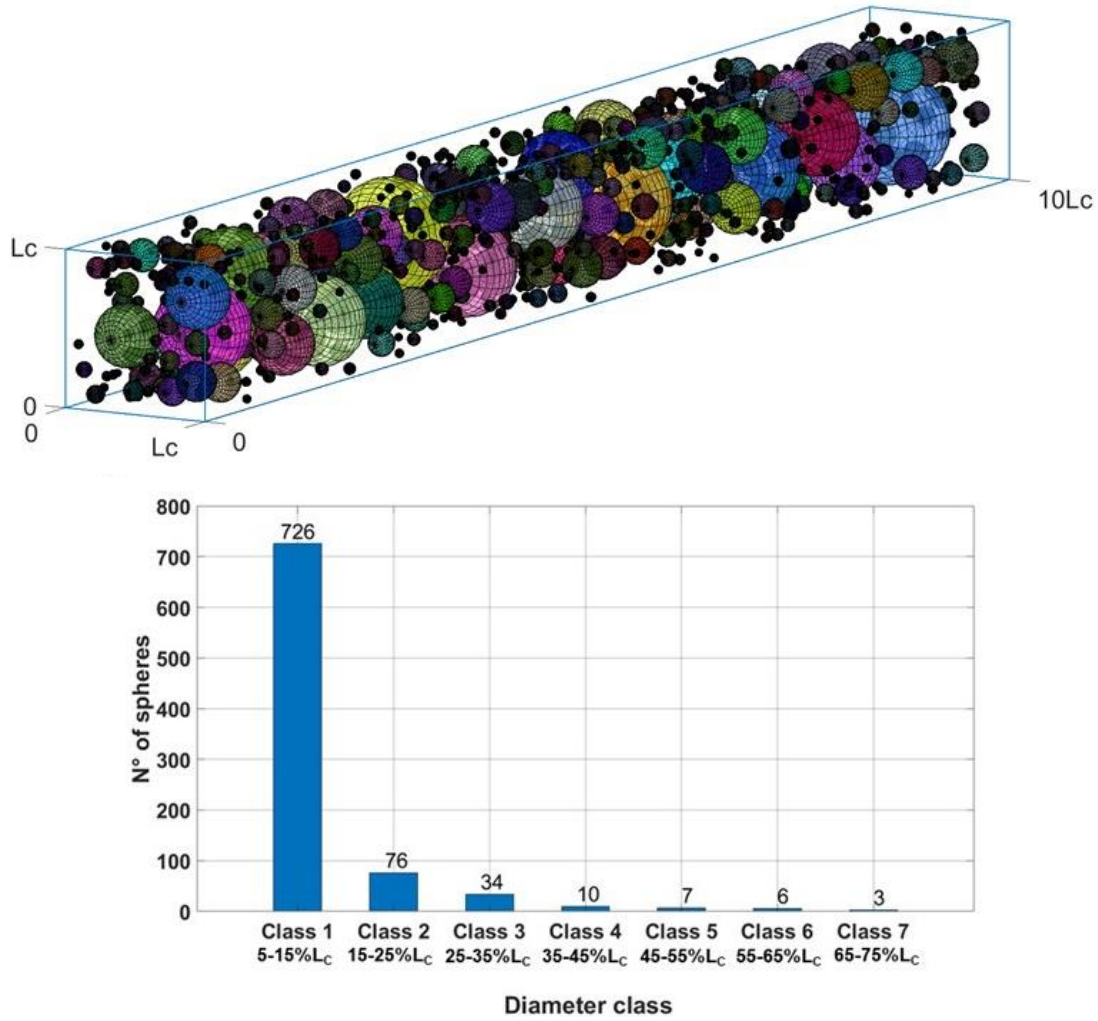 10Lc
Lc
0
0
Lc
0
800
700
600
500
400
300
200
100
0
N° of spheres
726
76
34
10
7
6
3
Class 1 Class 2 Class 3 Class 4 Class 5 Class 6 Class 7
5-15%LC 15-25%LC 25-35%LC 35-45%LC 45-55%LC 55-65%LC 65-75%LC
Diameter class